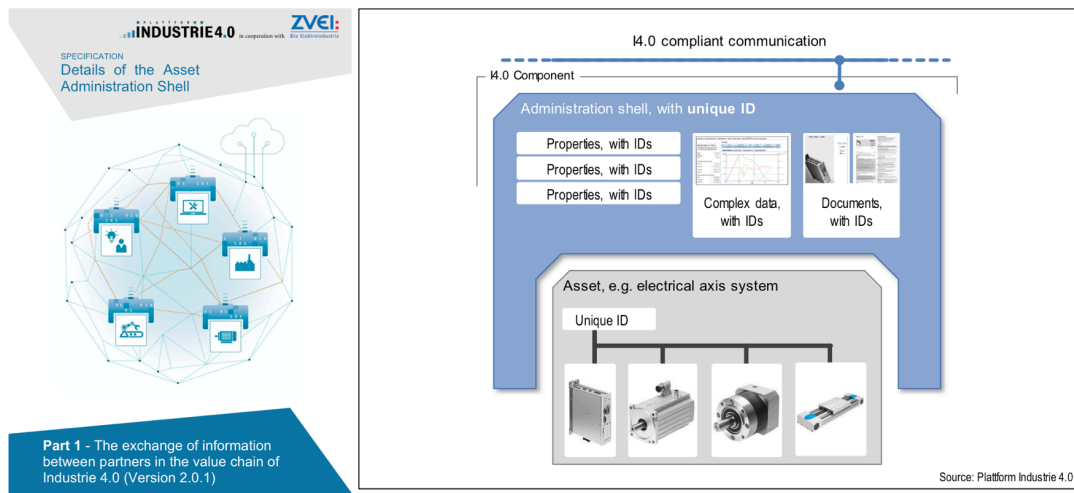 PLATTFORM
INDUSTRIE4.0 in cooperation with ZVEI:
Die Elektroindustrie
SPECIFICATION
Details of the Asset
Administration Shell
Part 1 - The exchange of information
between partners in the value chain of
Industrie 4.0 (Version 2.0.1)
I4.0 compliant communication
I4.0 Component
Administration shell, with unique ID
Properties, with IDs
Properties, with IDs
Properties, with IDs
Complex data,
with IDs
Documents,
with IDs
Asset, e.g. electrical axis system
Unique ID
Source: Plattform Industrie 4.0